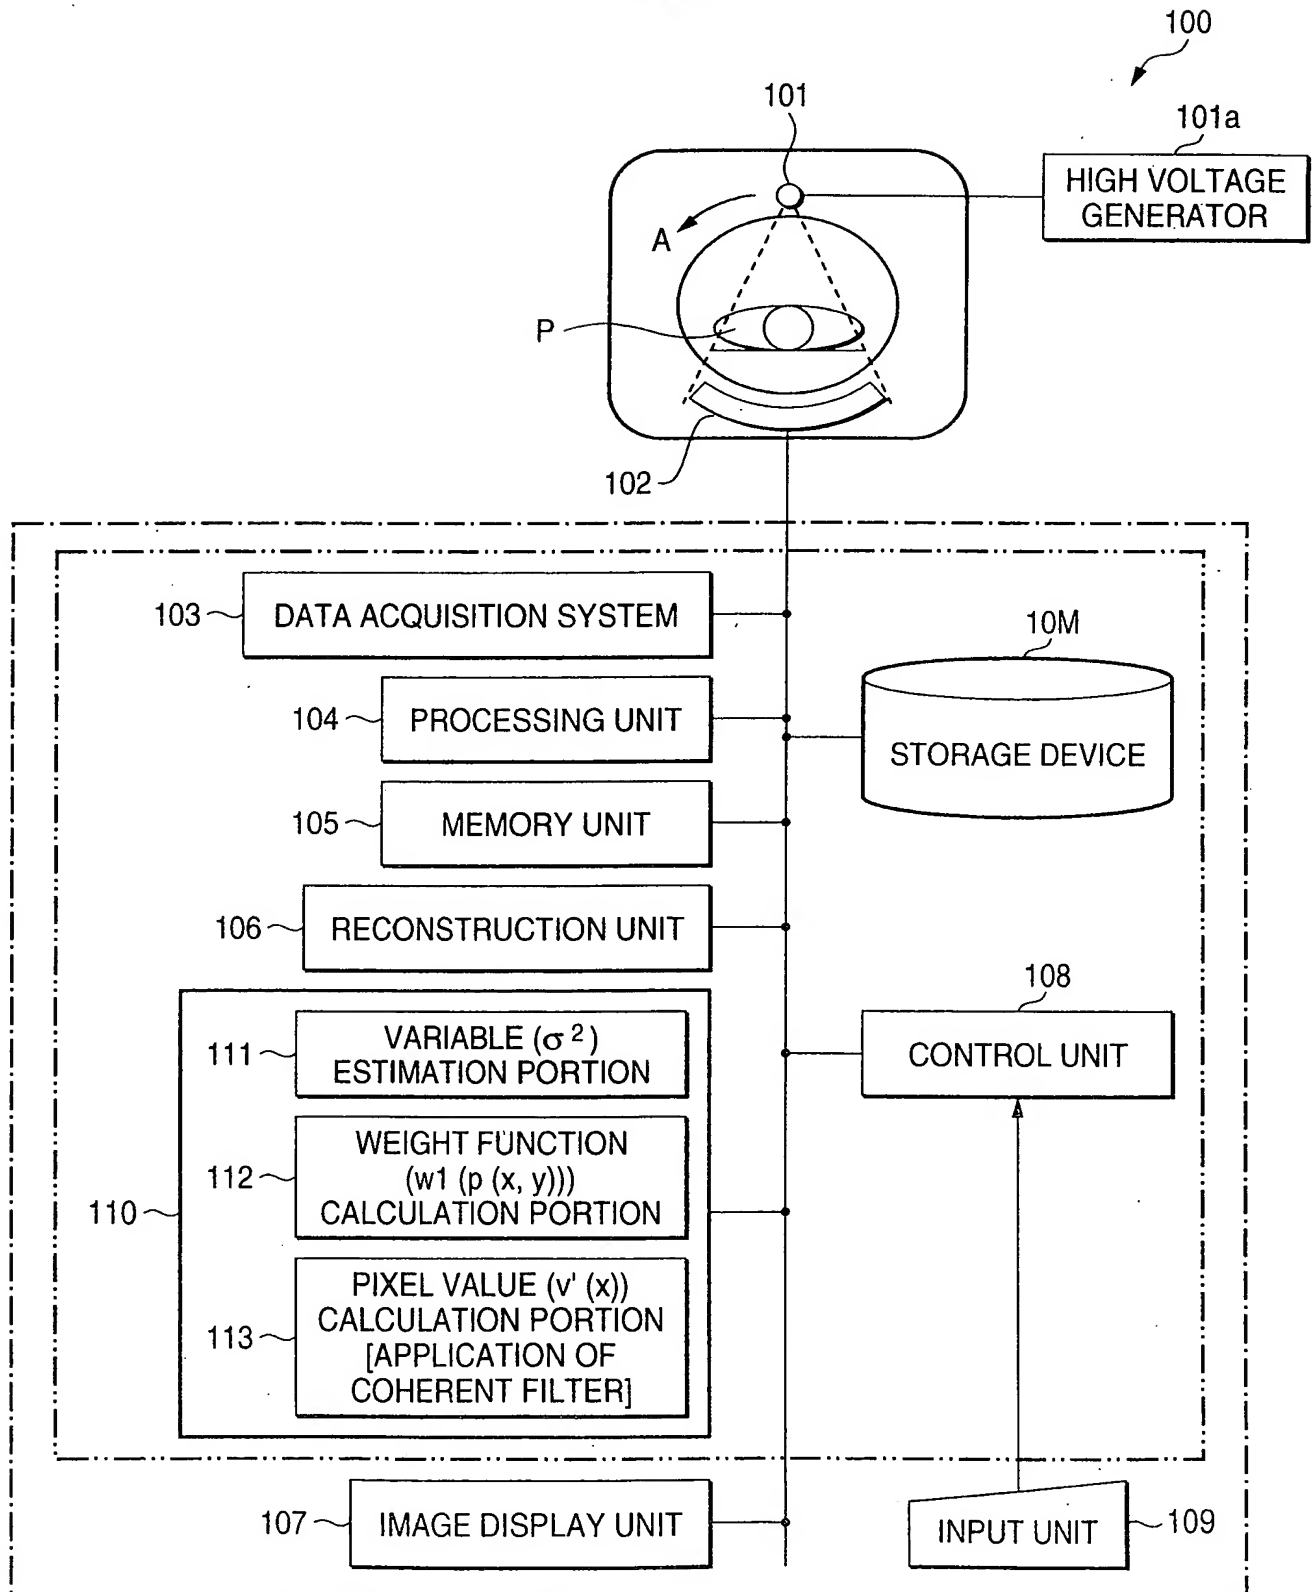 100
101
101a
HIGH VOLTAGE
GENERATOR
A
P
102
103
DATA ACQUISITION SYSTEM
10M
STORAGE DEVICE
104
PROCESSING UNIT
105
MEMORY UNIT
106
RECONSTRUCTION UNIT
108
CONTROL UNIT
110
111
VARIABLE (σ²)
ESTIMATION PORTION
112
WEIGHT FUNCTION
(w1 (p (x, y)))
CALCULATION PORTION
113
PIXEL VALUE (v' (x))
CALCULATION PORTION
[APPLICATION OF
COHERENT FILTER]
107
IMAGE DISPLAY UNIT
INPUT UNIT
109